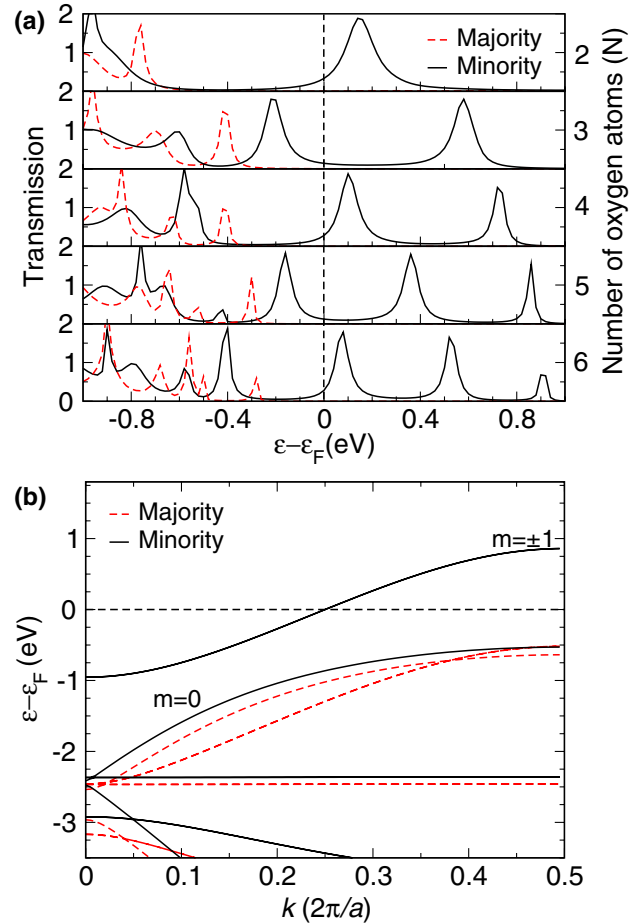 (a)
2
1
2
1
2
1
2
1
2
1
0
Majority
Minority
2
3
4
5
6
Transmission
Number of oxygen atoms (N)
-0.8 -0.4 0 0.4 0.8
ε−ε_F(eV)
(b)
Majority
Minority
m=±1
m=0
1
0
-1
-2
-3
ε−ε_F (eV)
0 0.1 0.2 0.3 0.4 0.5
k (2π/a)